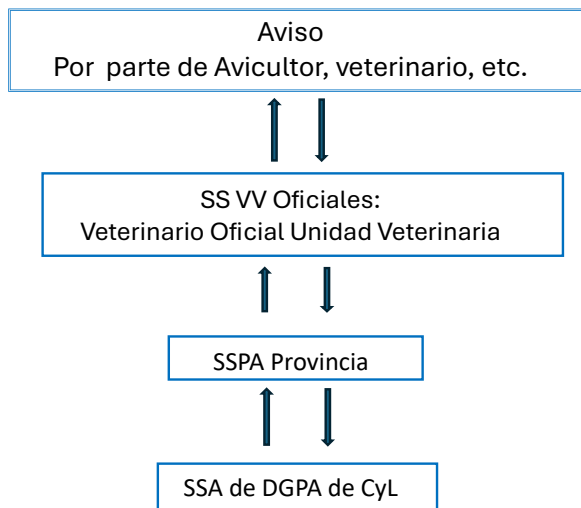 Aviso
Por parte de Avicultor, veterinario, etc.
SS VV Oficiales:
Veterinario Oficial Unidad Veterinaria
SSPA Provincia
SSA de DGPA de CyL